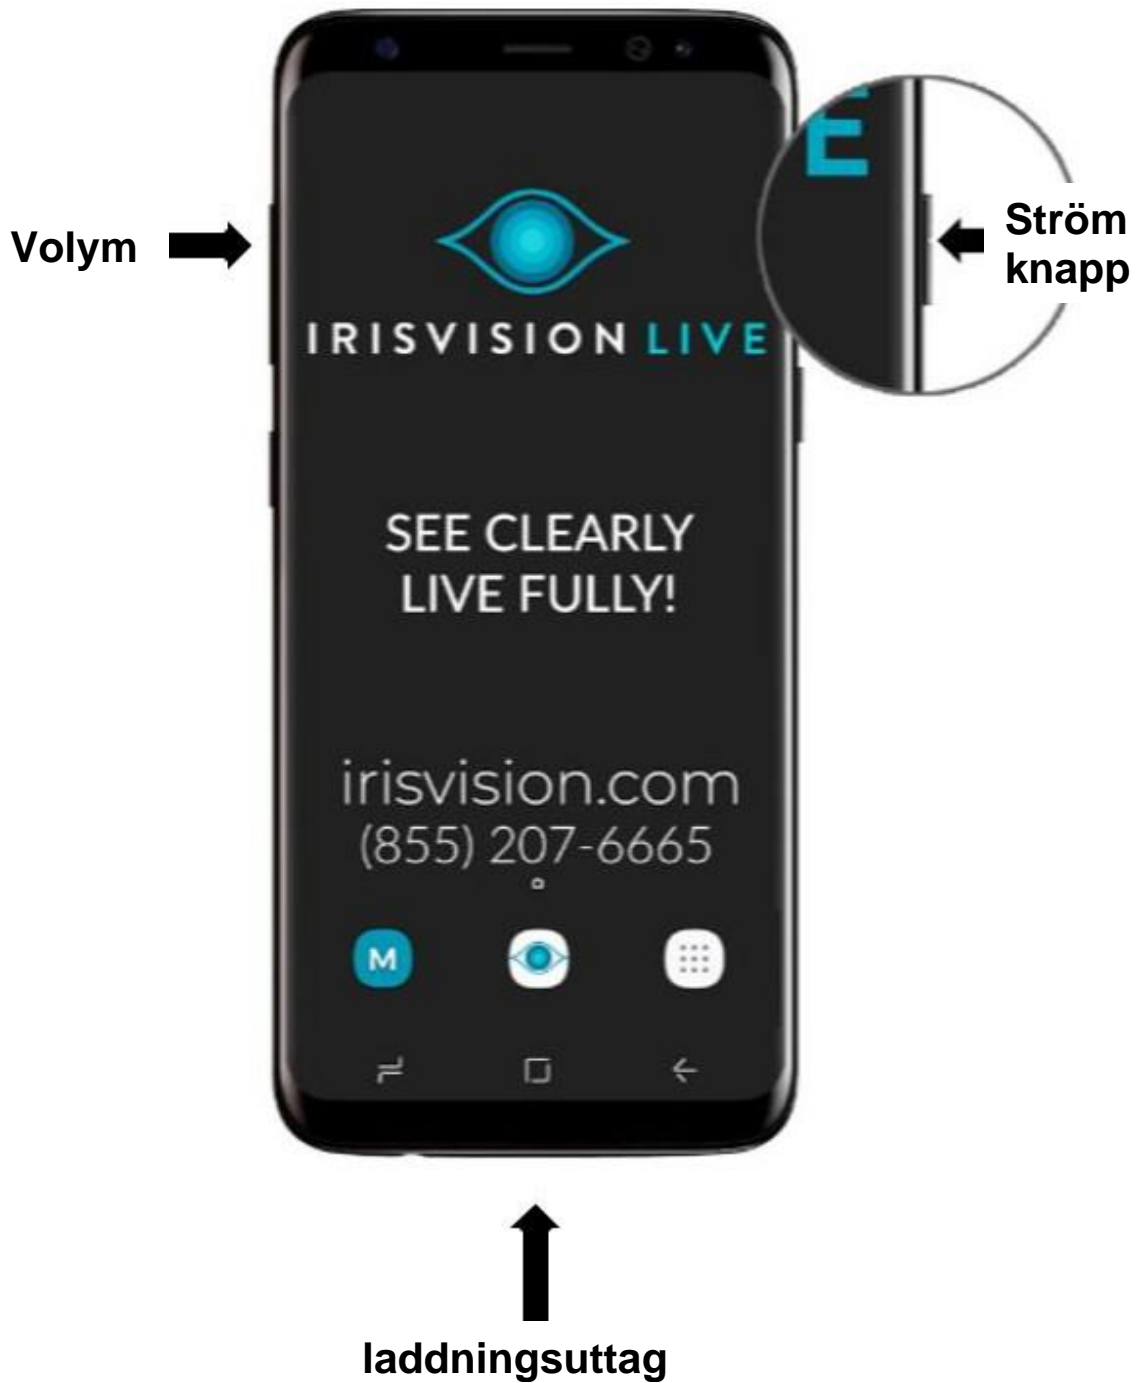 E
Volym
Ström
knapp
IRISVISION LIVE
SEE CLEARLY
LIVE FULLY!
irisvision.com
(855) 207-6665
M
laddningsuttag